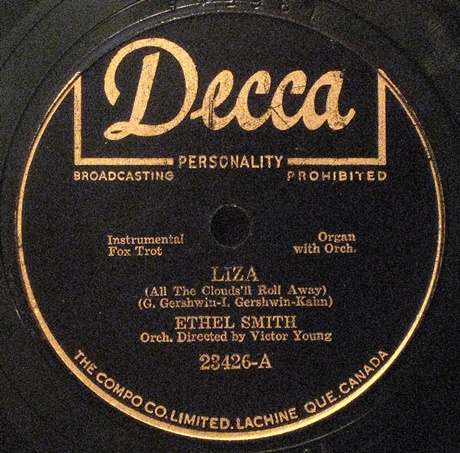 Decca
PERSONALITY
BROADCASTING PROHIBITED
Instrumental Organ
Fox Trot with Orch.
LIZA
(All The Clouds'll Roll Away)
(G. Gershwin-I. Gershwin-Kahn)
ETHEL SMITH
Orch. Directed by Victor Young
23426-A
THE COMPO CO. LIMITED. LACHINE QUE. CANADA